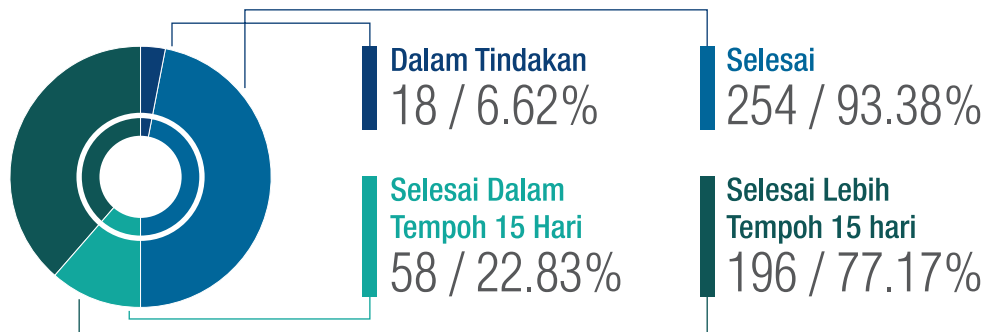 Dalam Tindakan
18 / 6.62%
Selesai
254 / 93.38%
Selesai Dalam
Tempoh 15 Hari
58 / 22.83%
Selesai Lebih
Tempoh 15 hari
196 / 77.17%